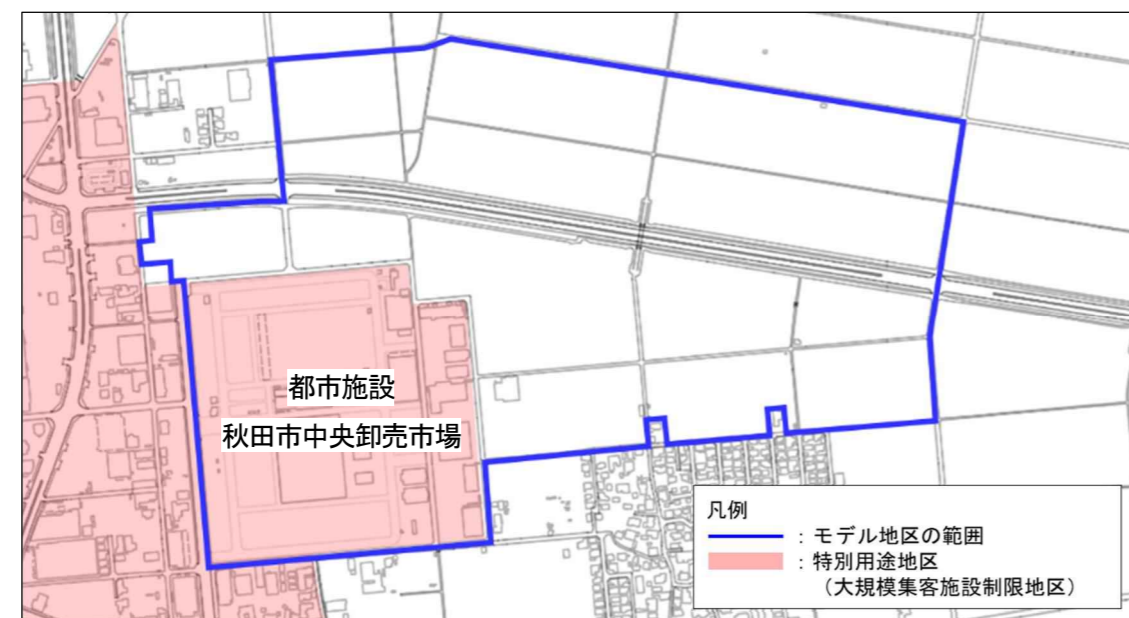 都市施設
秋田市中央卸売市場
凡例
：モデル地区の範囲
：特別用途地区
（大規模集客施設制限地区）